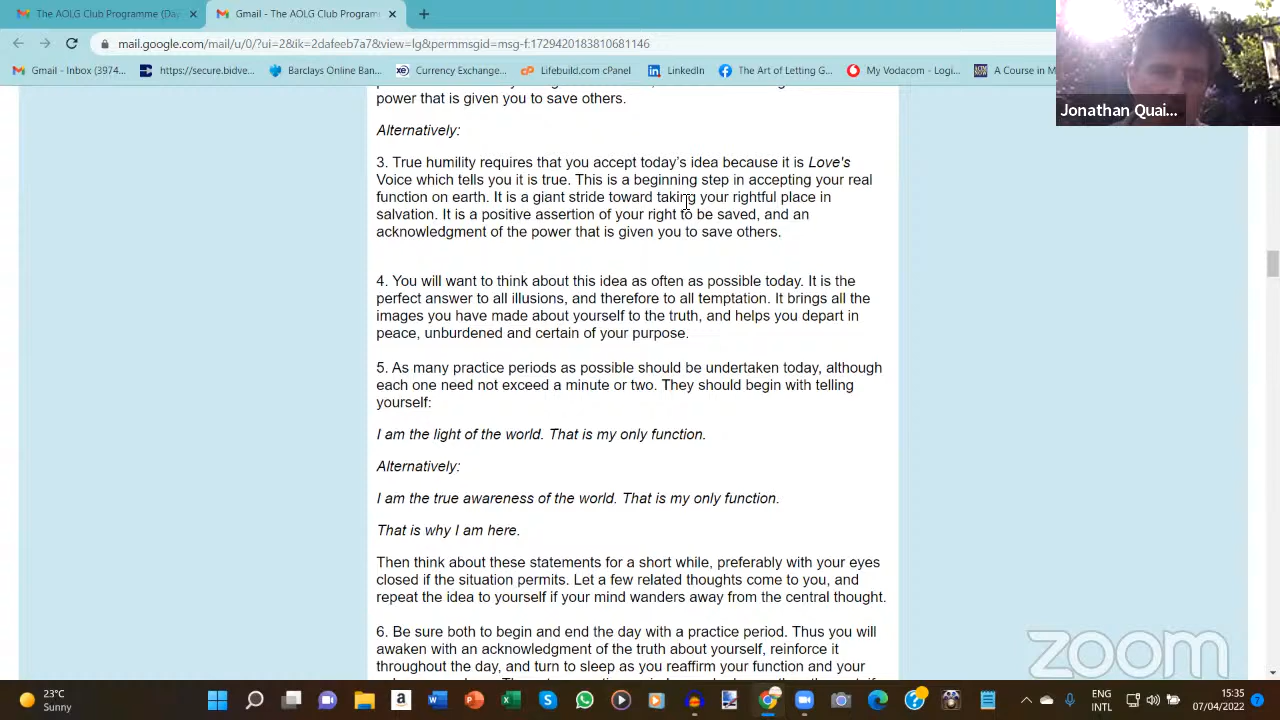 The AOLG Club Programme (Da
Gmail - The AOLG Club Programm
mail.google.com/mail/u/0/?ui=2&ik=2dafeeb7a7&view=lg&permmsgid=msg-f:1729420183810681146
Gmail - Inbox (3974...
https://secure.bidve...
Barclays Online Ban...
Currency Exchange...
Lifebuild.com cPanel
LinkedIn
The Art of Letting G...
My Vodacom - Logi...
A Course in M
Jonathan Quai...
power that is given you to save others.
Alternatively:
3. True humility requires that you accept today's idea because it is Love's
Voice which tells you it is true. This is a beginning step in accepting your real
function on earth. It is a giant stride toward taking your rightful place in
salvation. It is a positive assertion of your right to be saved, and an
acknowledgment of the power that is given you to save others.
4. You will want to think about this idea as often as possible today. It is the
perfect answer to all illusions, and therefore to all temptation. It brings all the
images you have made about yourself to the truth, and helps you depart in
peace, unburdened and certain of your purpose.
5. As many practice periods as possible should be undertaken today, although
each one need not exceed a minute or two. They should begin with telling
yourself:
I am the light of the world. That is my only function.
Alternatively:
I am the true awareness of the world. That is my only function.
That is why I am here.
Then think about these statements for a short while, preferably with your eyes
closed if the situation permits. Let a few related thoughts come to you, and
repeat the idea to yourself if your mind wanders away from the central thought.
6. Be sure both to begin and end the day with a practice period. Thus you will
awaken with an acknowledgment of the truth about yourself, reinforce it
throughout the day, and turn to sleep as you reaffirm your function and your
zoom
23°C
Sunny
ENG
INTL
15:35
07/04/2022